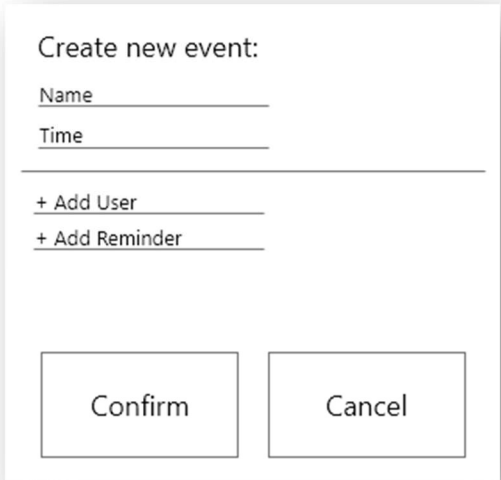 Create new event:
Name
Time
+ Add User
+ Add Reminder
Confirm
Cancel